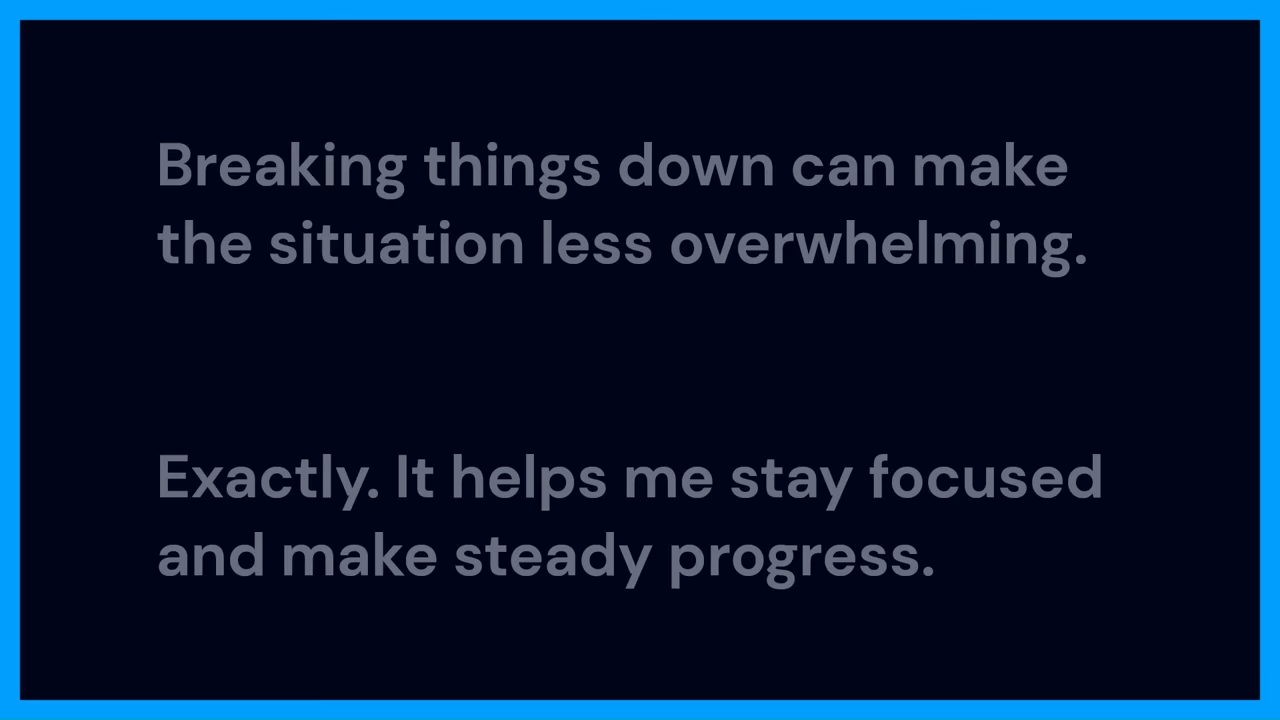 Breaking things down can make
the situation less overwhelming.
Exactly. It helps me stay focused
and make steady progress.